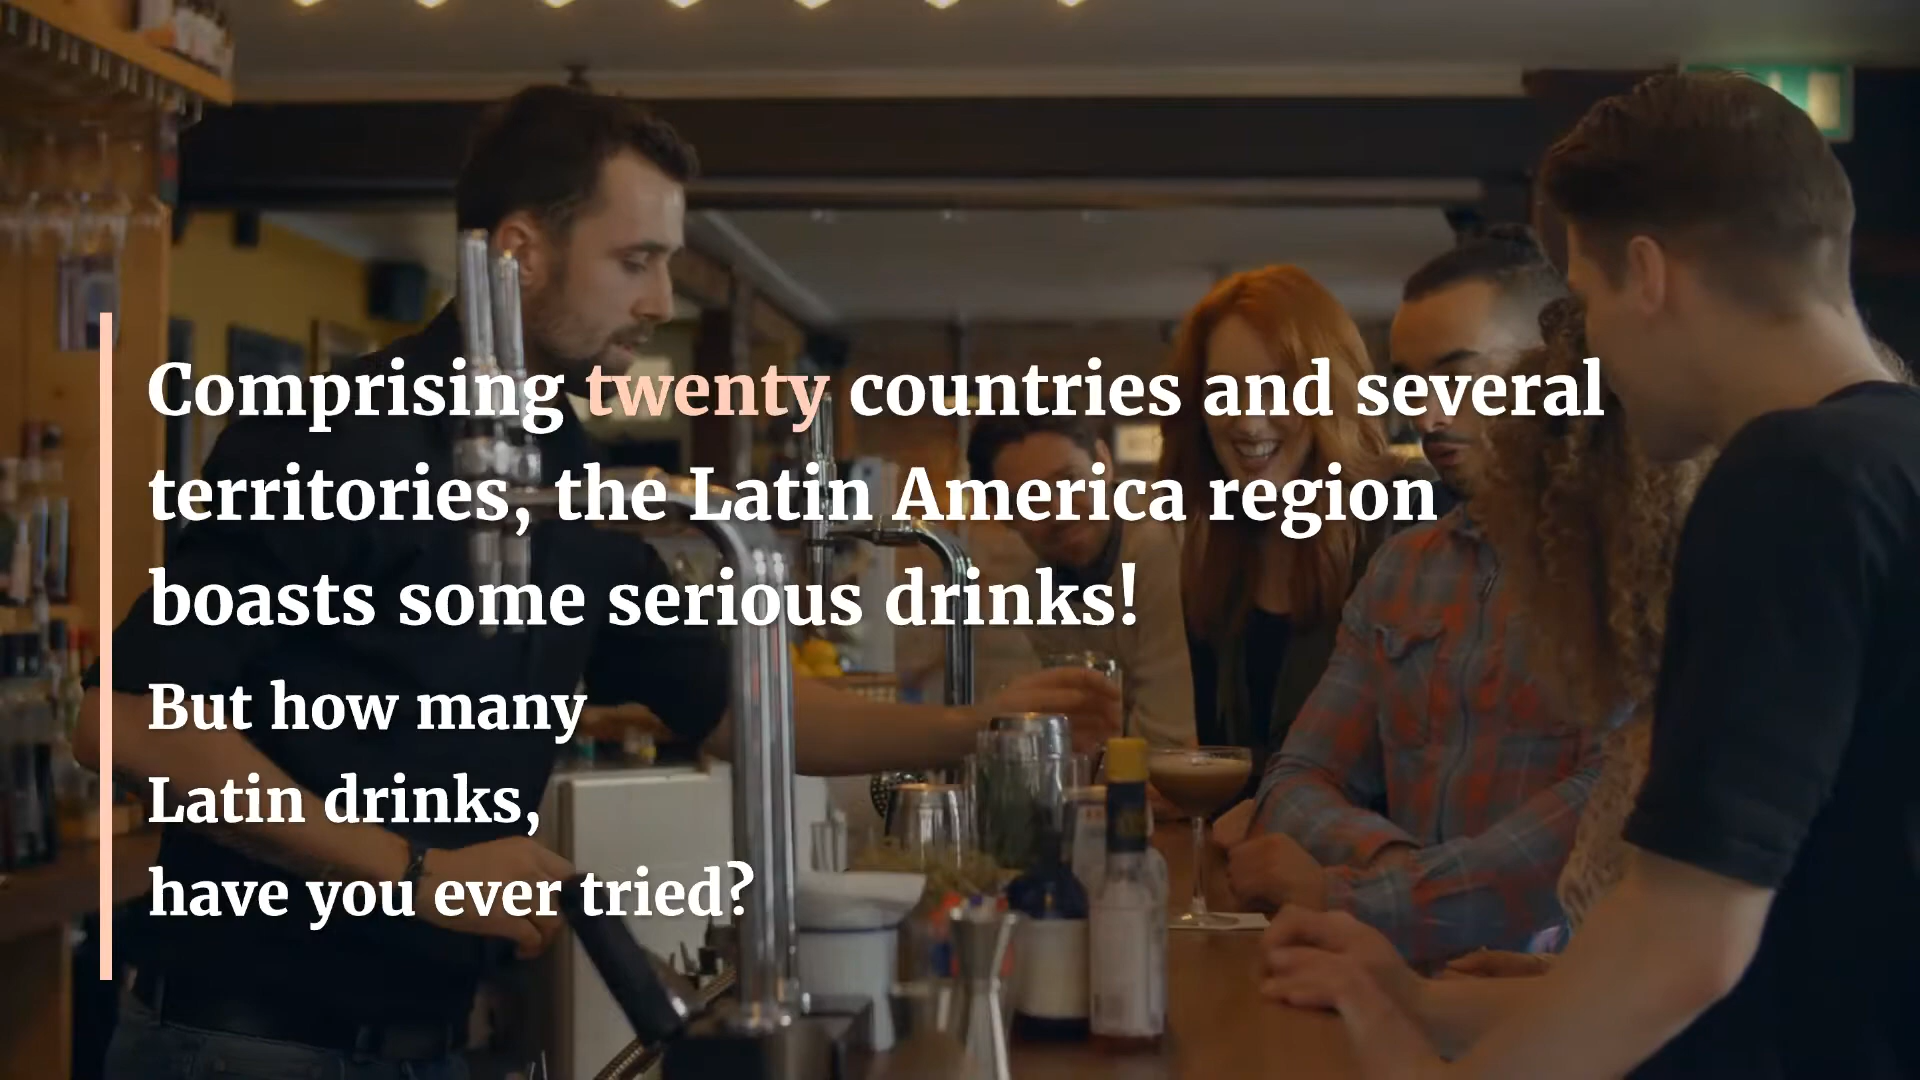 Comprising twenty countries and several
territories, the Latin America region
boasts some serious drinks!
But how many
Latin drinks,
have you ever tried?